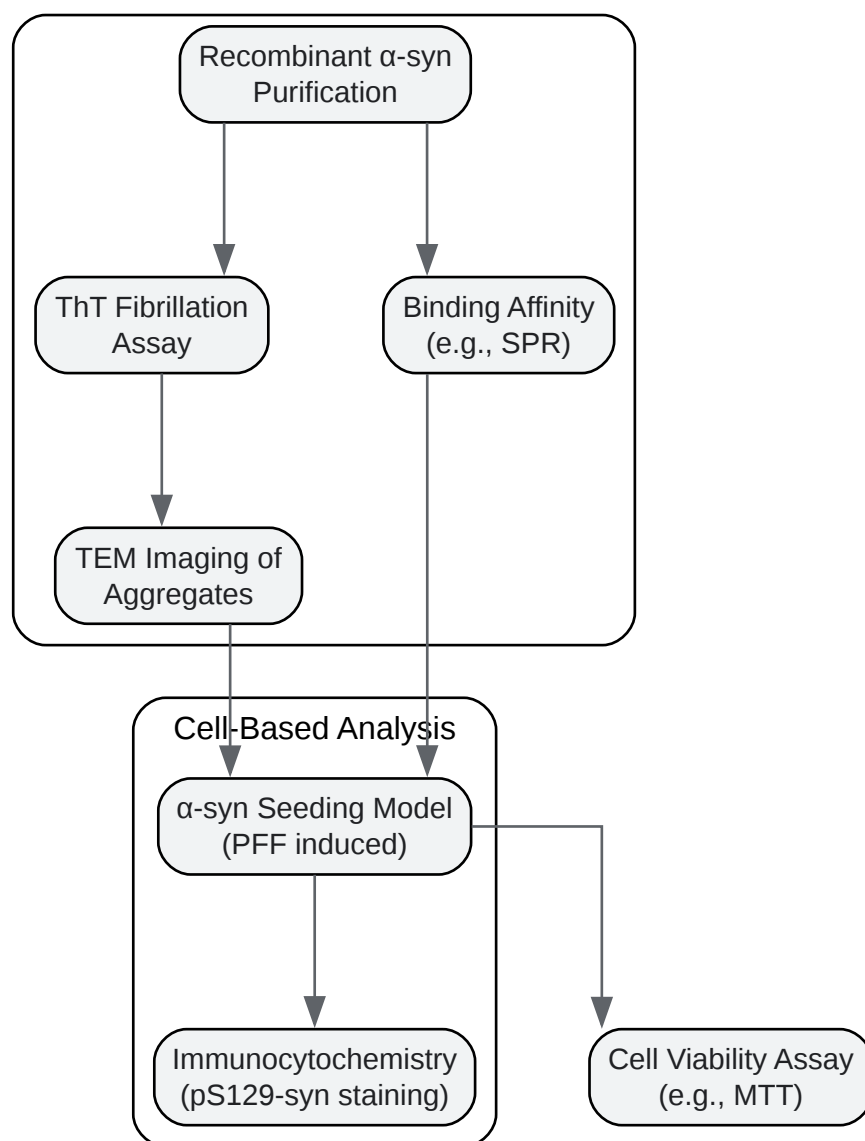 Recombinant α-syn
Purification
ThT Fibrillation
Assay
Binding Affinity
(e.g., SPR)
TEM Imaging of
Aggregates
Cell-Based Analysis
α-syn Seeding Model
(PFF induced)
Immunocytochemistry
(pS129-syn staining)
Cell Viability Assay
(e.g., MTT)